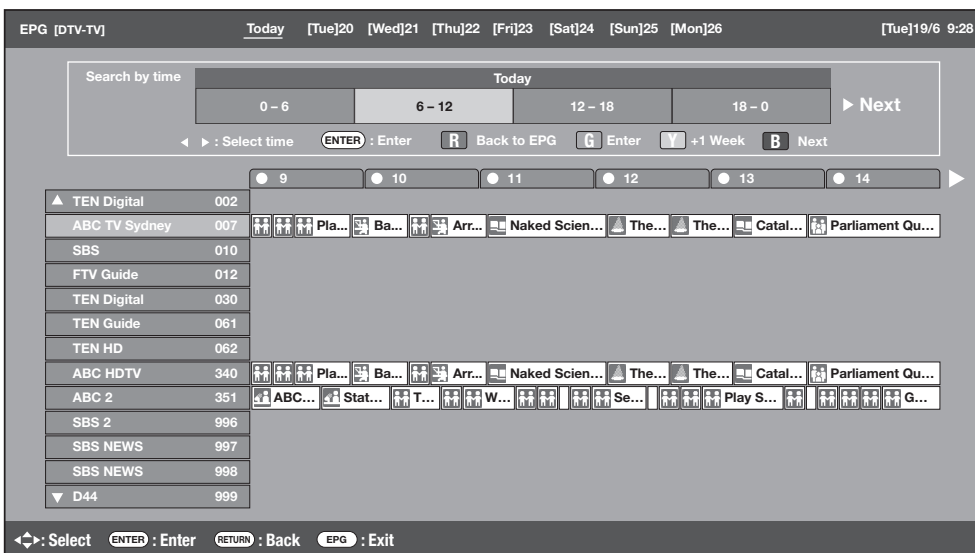 EPG [DTV-TV] Today [Tue]20 [Wed]21 [Thu]22 [Fri]23 [Sat]24 [Sun]25 [Mon]26 [Tue]19/6 9:28
Search by time
Today
0 – 6 6 – 12 12 – 18 18 – 0 Next
: Select time ENTER : Enter R Back to EPG G Enter Y +1 Week B Next
9 10 11 12 13 14
TEN Digital 002
ABC TV Sydney 007 Pla... Ba... Arr... Naked Scien... The... The... Catal... Parliament Qu...
SBS 010
FTV Guide 012
TEN Digital 030
TEN Guide 061
TEN HD 062
ABC HDTV 340 Pla... Ba... Arr... Naked Scien... The... The... Catal... Parliament Qu...
ABC 2 351 ABC... Stat... T... W... Se... Play S... G...
SBS 2 996
SBS NEWS 997
SBS NEWS 998
D44 999
: Select ENTER : Enter RETURN : Back EPG : Exit